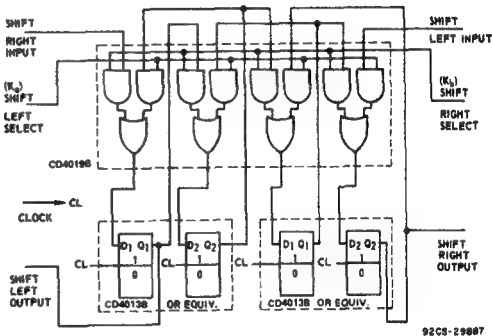 SHIFT
RIGHT
INPUT
SHIFT
LEFT INPUT
(Ka)
SHIFT
LEFT
SELECT
(Kb)
SHIFT
RIGHT
SELECT
CD4019B
CL
CLOCK
D1 Q1
1
0
D2 Q2
1
0
D1 Q1
1
0
D2 Q2
1
0
CL
CL
CL
CL
CD4013B OR EQUIV.
CD4013B OR EQUIV.
SHIFT
LEFT
OUTPUT
SHIFT
RIGHT
OUTPUT
92CS-29807